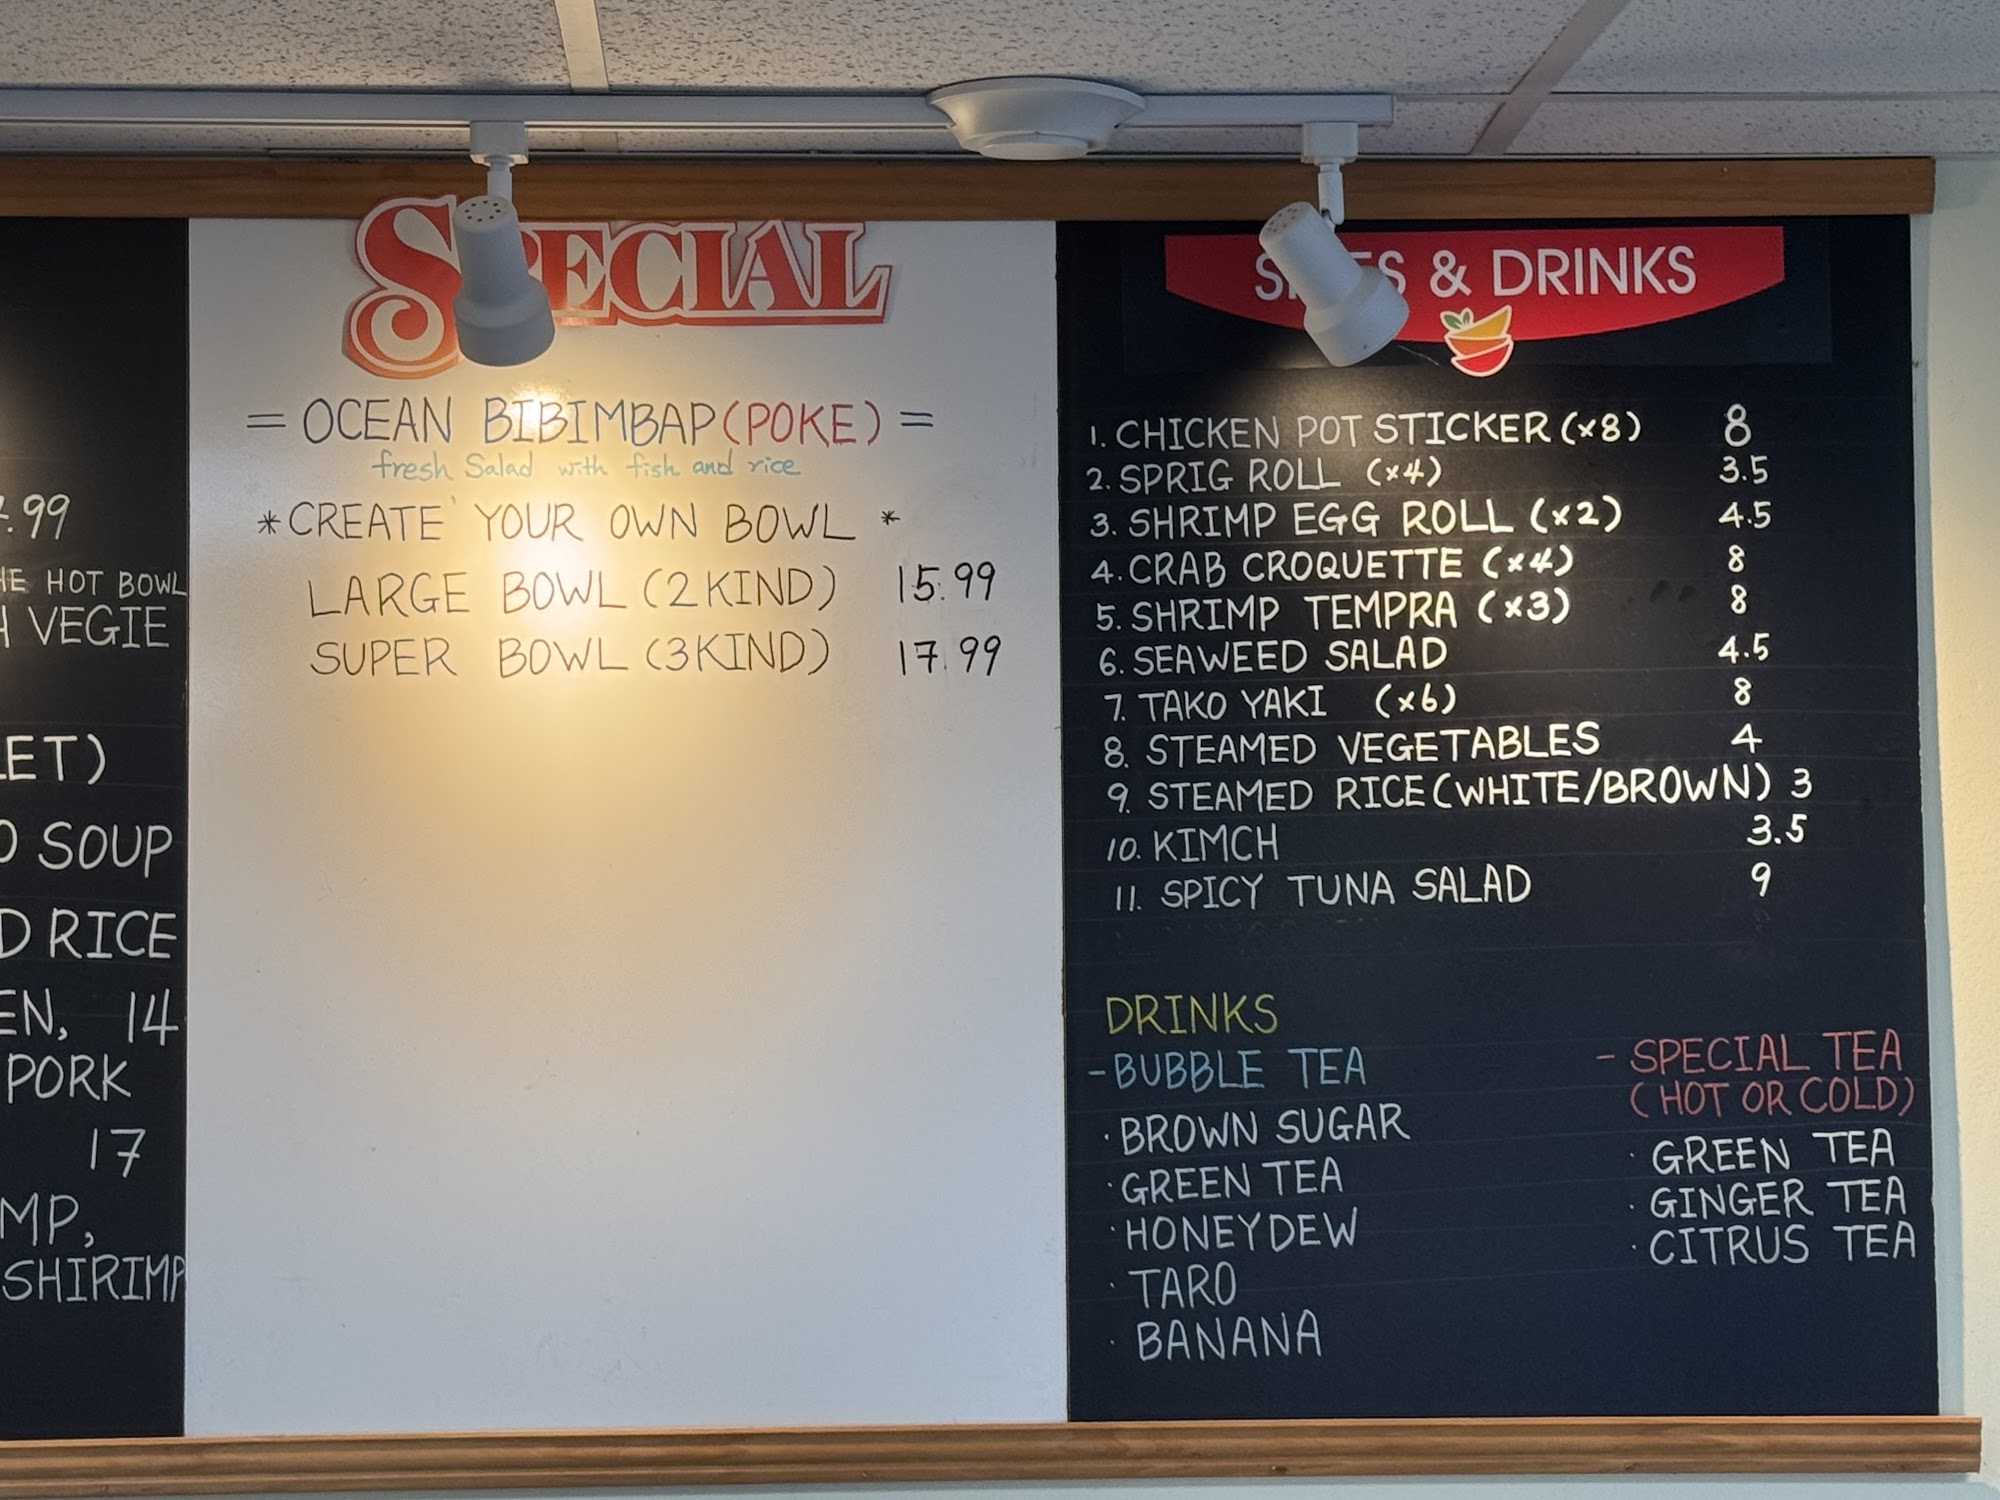 .99
HOT BOWL
VEGIE
SOUP
RICE
14
PORK
17
SHIRIMP
SPECIAL
= OCEAN BIBIMBAP (POKE) =
fresh Salad with fish and rice
* CREATE YOUR OWN BOWL *
LARGE BOWL (2 KIND) 15.99
SUPER BOWL (3 KIND) 17.99
& DRINKS
1. CHICKEN POT STICKER (x8) 8
2. SPRIG ROLL (x4) 3.5
3. SHRIMP EGG ROLL (x2) 4.5
4. CRAB CROQUETTE (x4) 8
5. SHRIMP TEMPRA (x3) 8
6. SEAWEED SALAD 4.5
7. TAKO YAKI (x6) 8
8. STEAMED VEGETABLES 4
9. STEAMED RICE (WHITE/BROWN) 3
10. KIMCH 3.5
11. SPICY TUNA SALAD 9
DRINKS
- BUBBLE TEA
· BROWN SUGAR
· GREEN TEA
· HONEYDEW
· TARO
· BANANA
- SPECIAL TEA
(HOT OR COLD)
· GREEN TEA
· GINGER TEA
· CITRUS TEA